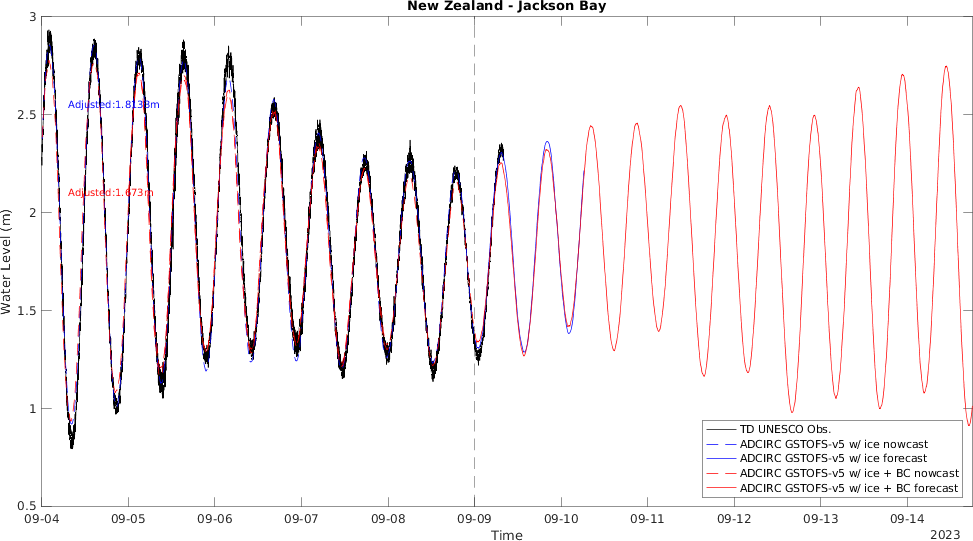 New Zealand - Jackson Bay
3
2.5
2
1.5
1
0.5
Water Level (m)
Adjusted:1.8133m
Adjusted:1.673m
TD UNESCO Obs.
ADCIRC GSTOFS-v5 w/ ice nowcast
ADCIRC GSTOFS-v5 w/ ice forecast
ADCIRC GSTOFS-v5 w/ ice + BC nowcast
ADCIRC GSTOFS-v5 w/ ice + BC forecast
09-04 09-05 09-06 09-07 09-08 09-09 09-10 09-11 09-12 09-13 09-14
Time
2023